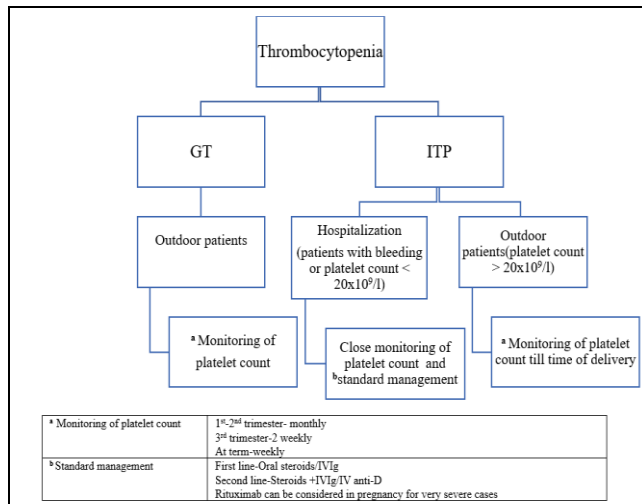 Thrombocytopenia
GT
ITP
Outdoor patients
Hospitalization
(patients with bleeding
or platelet count <
20x10⁹/l)
Outdoor
patients(platelet count
> 20x10⁹/l)
ᵃ Monitoring of
platelet count
Close monitoring of
platelet count and
ᵇstandard management
ᵃ Monitoring of platelet
count till time of delivery
ᵃ Monitoring of platelet count
1ˢᵗ-2ⁿᵈ trimester- monthly
3ʳᵈ trimester-2 weekly
At term-weekly
ᵇ Standard management
First line-Oral steroids/IVIg
Second line-Steroids +IVIg/IV anti-D
Rituximab can be considered in pregnancy for very severe cases